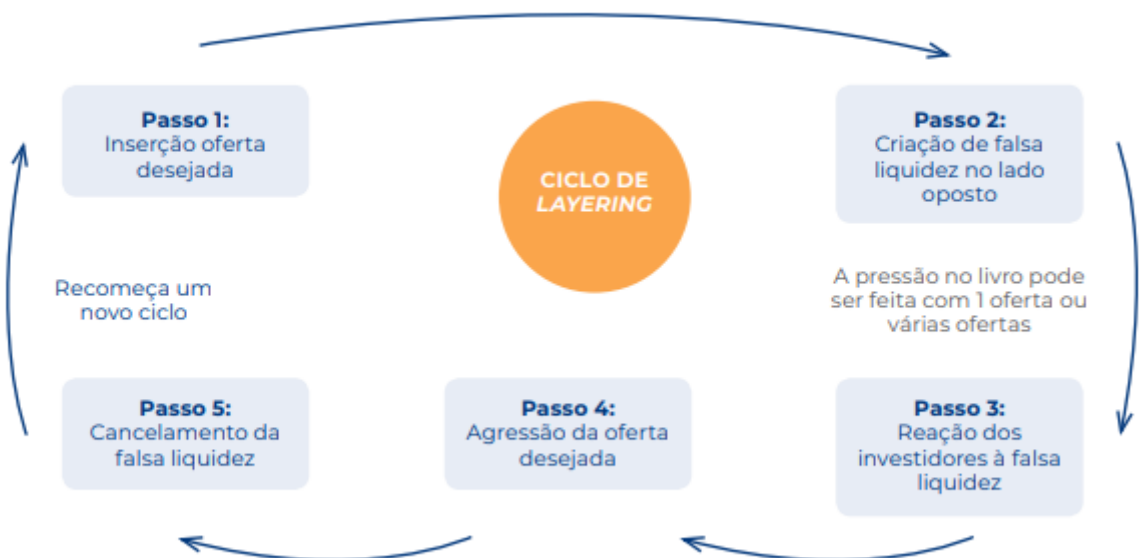 Passo 1:
Inserção oferta
desejada
CICLO DE
LAYERING
Passo 2:
Criação de falsa
liquidez no lado
oposto
A pressão no livro pode
ser feita com 1 oferta ou
várias ofertas
Passo 3:
Reação dos
investidores à falsa
liquidez
Passo 4:
Agressão da oferta
desejada
Passo 5:
Cancelamento da
falsa liquidez
Recomeça um
novo ciclo